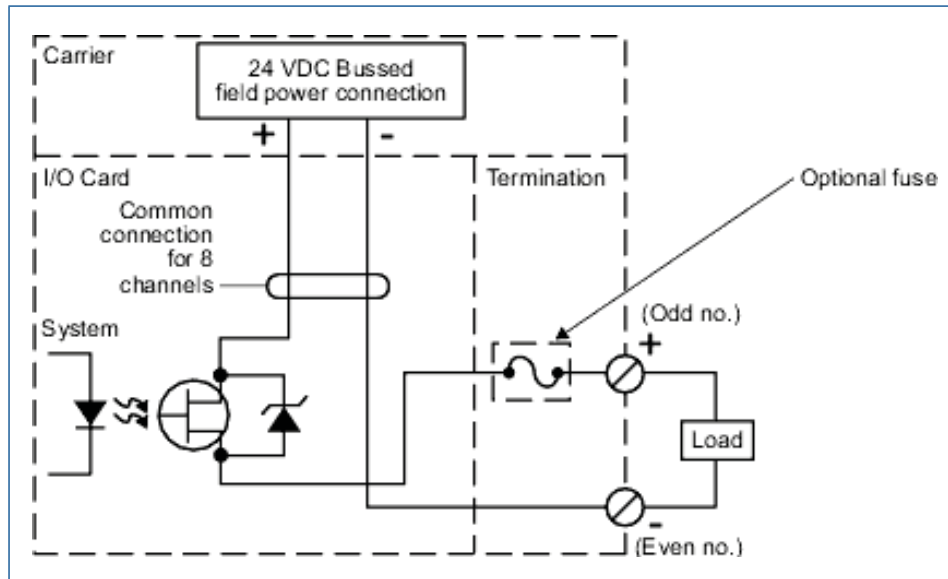 Carrier
24 VDC Bussed
field power connection
+
-
I/O Card
Termination
Optional fuse
Common
connection
for 8
channels
System
(Odd no.)
+
Load
-
(Even no.)